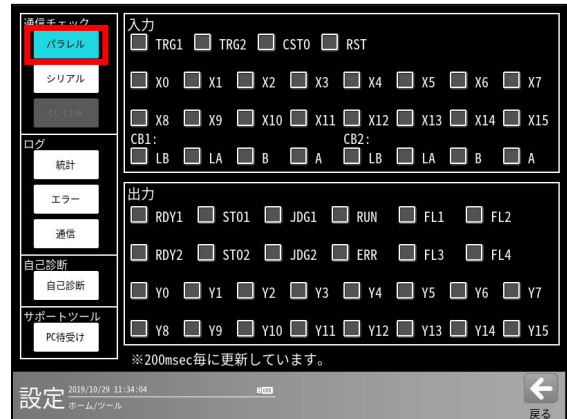 通信チェック
パラレル
シリアル
CC-Link
ログ
統計
エラー
通信
自己診断
自己診断
サポートツール
PC待受け
入力
TRG1 TRG2 CSTO RST
X0 X1 X2 X3 X4 X5 X6 X7
X8 X9 X10 X11 X12 X13 X14 X15
CB1: CB2:
LB LA B A LB LA B A
出力
RDY1 STO1 JDG1 RUN FL1 FL2
RDY2 STO2 JDG2 ERR FL3 FL4
Y0 Y1 Y2 Y3 Y4 Y5 Y6 Y7
Y8 Y9 Y10 Y11 Y12 Y13 Y14 Y15
※200msec毎に更新しています。
設定 2019/10/29 11:34:04
ホーム/ツール
戻る